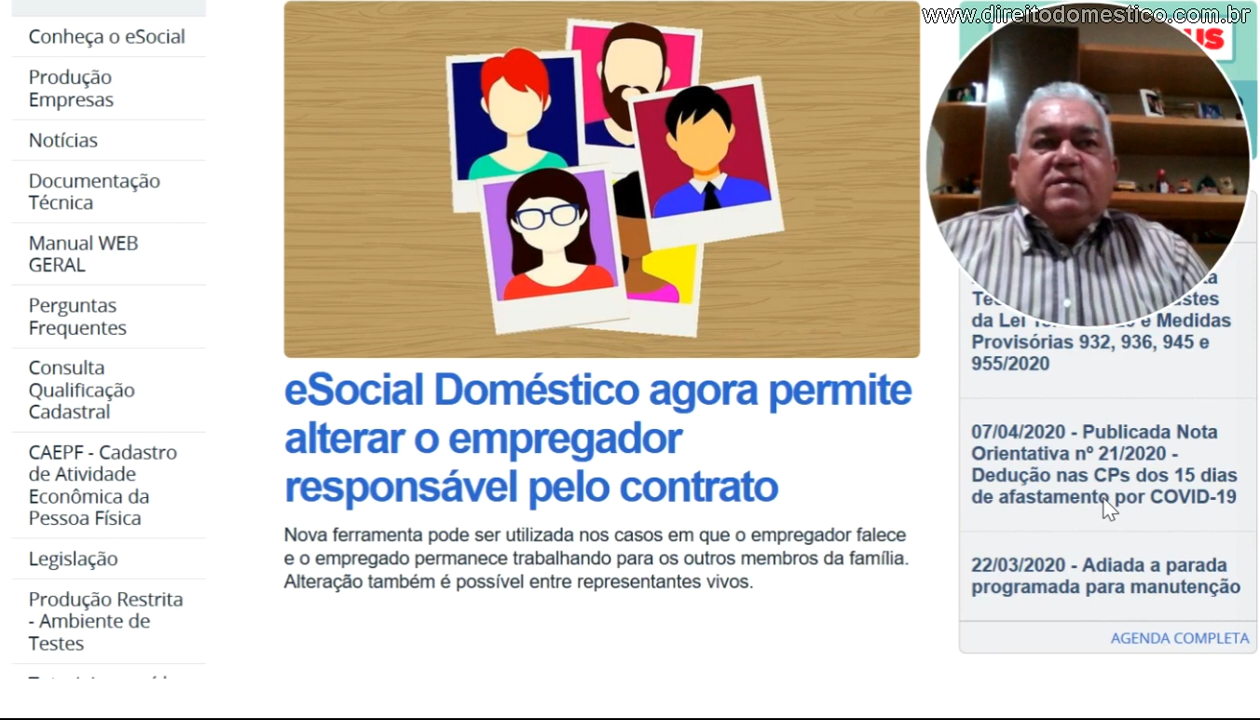 www.direitodomestico.com.br
Conheça o eSocial
Produção
Empresas
Notícias
Documentação
Técnica
Manual WEB
GERAL
Perguntas
Frequentes
Consulta
Qualificação
Cadastral
CAEPF - Cadastro
de Atividade
Econômica da
Pessoa Física
Legislação
Produção Restrita
- Ambiente de
Testes
eSocial Doméstico agora permite
alterar o empregador
responsável pelo contrato
Nova ferramenta pode ser utilizada nos casos em que o empregador falece
e o empregado permanece trabalhando para os outros membros da família.
Alteração também é possível entre representantes vivos.
da Lei e Medidas
Provisórias 932, 936, 945 e
955/2020
07/04/2020 - Publicada Nota
Orientativa nº 21/2020 -
Dedução nas CPs dos 15 dias
de afastamento por COVID-19
22/03/2020 - Adiada a parada
programada para manutenção
AGENDA COMPLETA